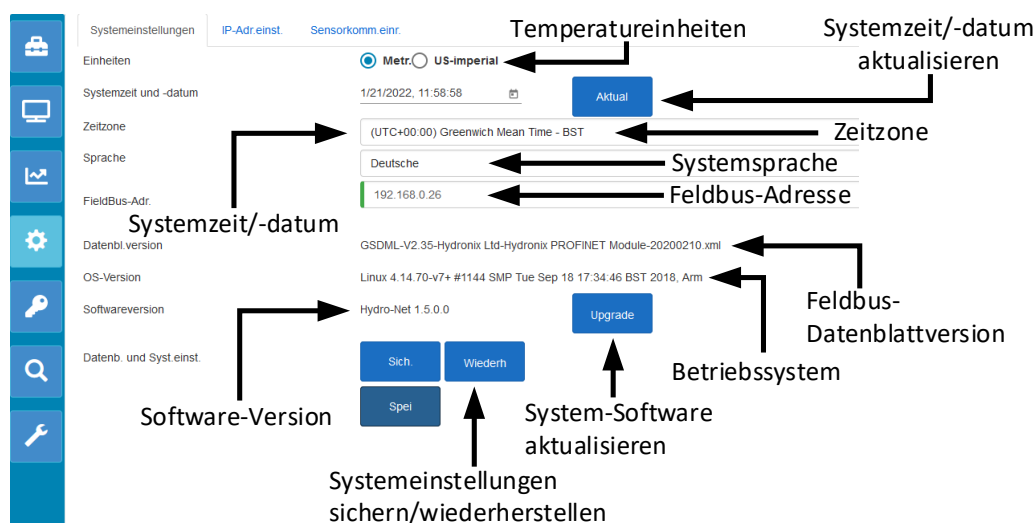 Systemeinstellungen IP-Adr.einst. Sensorkomm.einr.
Temperatureinheiten
Systemzeit/-datum
aktualisieren
Einheiten
Metr. US-imperial
Systemzeit und -datum
1/21/2022, 11:58:58
Aktual
Zeitzone
(UTC+00:00) Greenwich Mean Time - BST
Zeitzone
Sprache
Deutsche
Systemsprache
FieldBus-Adr.
192.168.0.26
Feldbus-Adresse
Systemzeit/-datum
Datenbl.version
GSDML-V2.35-Hydronix Ltd-Hydronix PROFINET Module-20200210.xml
OS-Version
Linux 4.14.70-v7+ #1144 SMP Tue Sep 18 17:34:46 BST 2018, Arm
Feldbus-
Datenblattversion
Softwareversion
Hydro-Net 1.5.0.0
Upgrade
Datenb. und Syst.einst.
Sich.
Wiederh
Betriebssystem
Spei
Software-Version
System-Software
aktualisieren
Systemeinstellungen
sichern/wiederherstellen